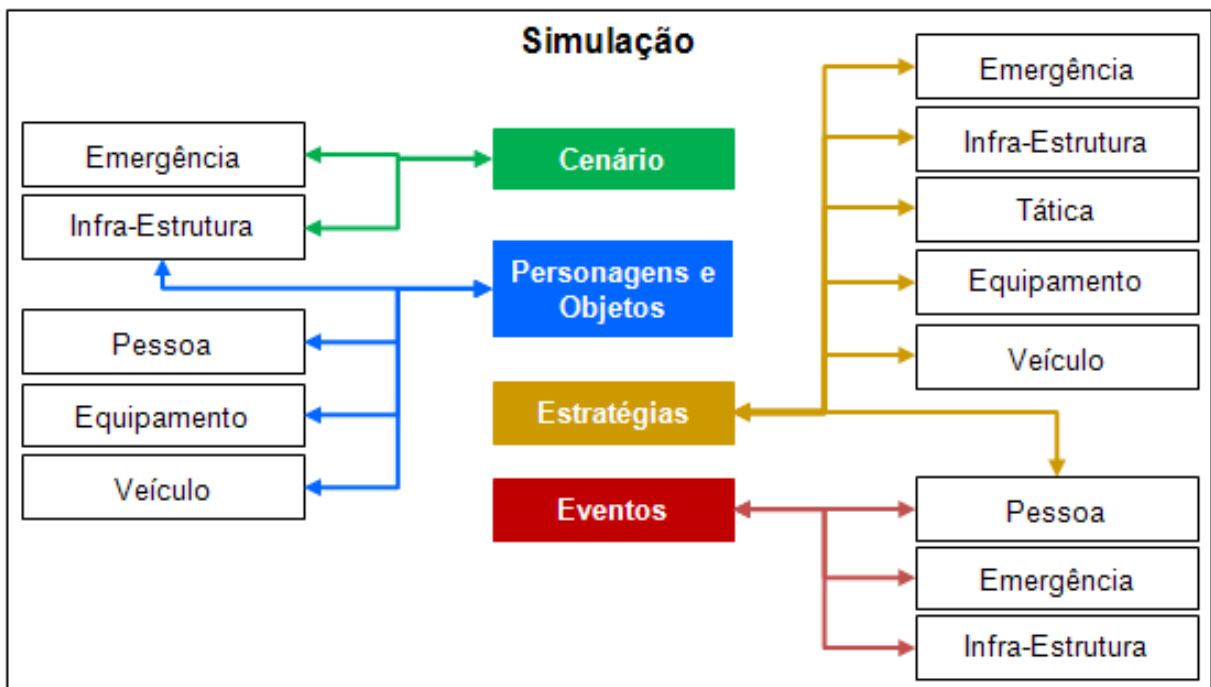 Simulação
Emergência
Infra-Estrutura
Pessoa
Equipamento
Veículo
Cenário
Personagens e
Objetos
Estratégias
Eventos
Emergência
Infra-Estrutura
Tática
Equipamento
Veículo
Pessoa
Emergência
Infra-Estrutura